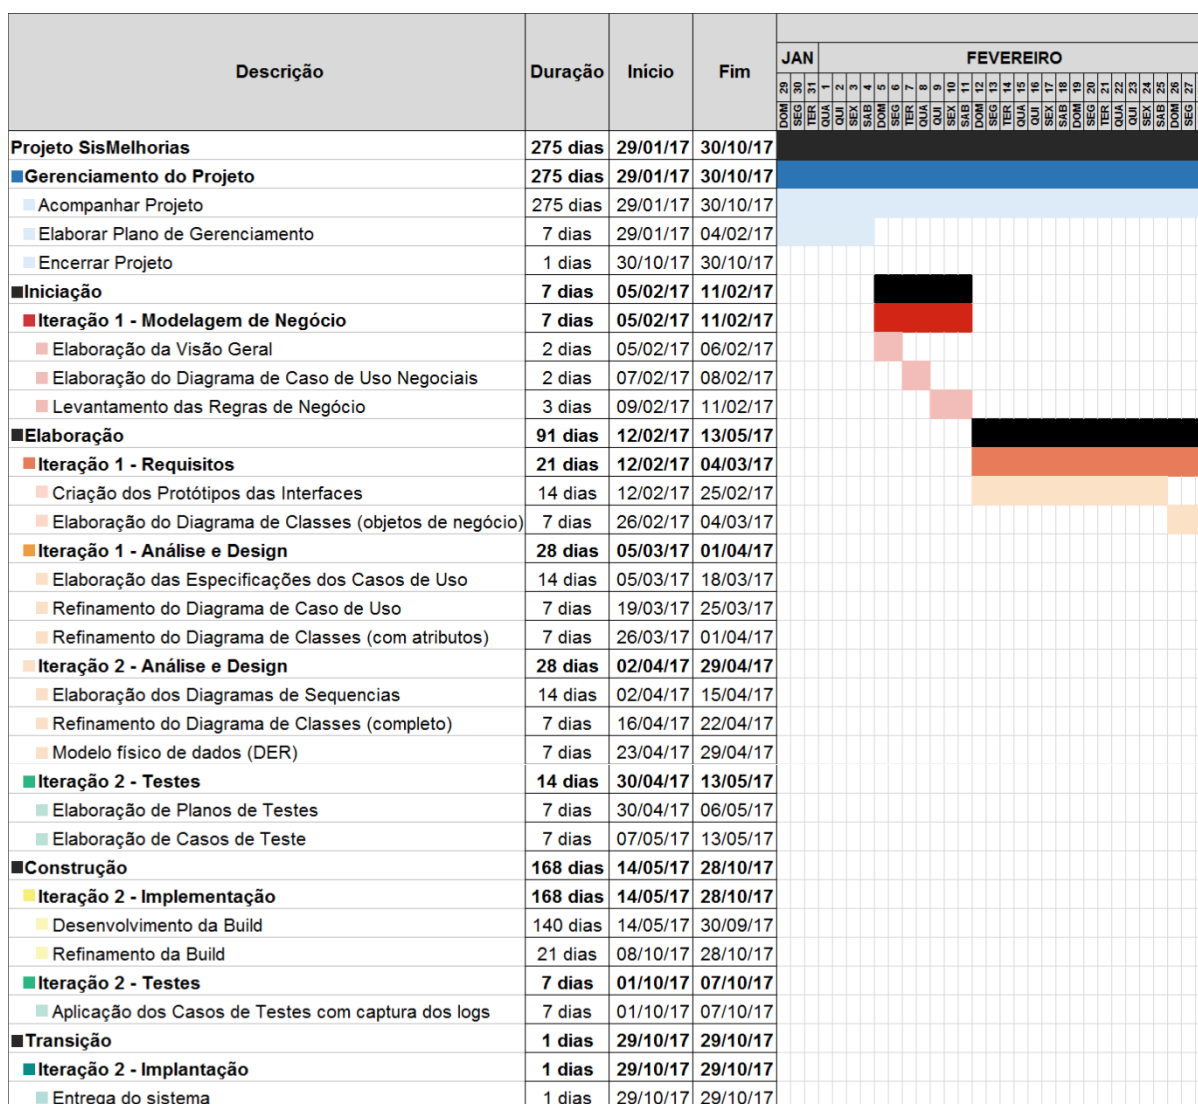 Descrição Duração Início Fim
JAN FEVEREIRO
29 30 31 1 2 3 4 5 6 7 8 9 10 11 12 13 14 15 16 17 18 19 20 21 22 23 24 25 26 27
DOM SEG TER QUA QUI SEX SAB DOM SEG TER QUA QUI SEX SAB DOM SEG TER QUA QUI SEX SAB DOM SEG TER QUA QUI SEX SAB DOM SEG
Projeto SisMelhorias 275 dias 29/01/17 30/10/17
Gerenciamento do Projeto 275 dias 29/01/17 30/10/17
Acompanhar Projeto 275 dias 29/01/17 30/10/17
Elaborar Plano de Gerenciamento 7 dias 29/01/17 04/02/17
Encerrar Projeto 1 dias 30/10/17 30/10/17
Iniciação 7 dias 05/02/17 11/02/17
Iteração 1 - Modelagem de Negócio 7 dias 05/02/17 11/02/17
Elaboração da Visão Geral 2 dias 05/02/17 06/02/17
Elaboração do Diagrama de Caso de Uso Negociais 2 dias 07/02/17 08/02/17
Levantamento das Regras de Negócio 3 dias 09/02/17 11/02/17
Elaboração 91 dias 12/02/17 13/05/17
Iteração 1 - Requisitos 21 dias 12/02/17 04/03/17
Criação dos Protótipos das Interfaces 14 dias 12/02/17 25/02/17
Elaboração do Diagrama de Classes (objetos de negócio) 7 dias 26/02/17 04/03/17
Iteração 1 - Análise e Design 28 dias 05/03/17 01/04/17
Elaboração das Especificações dos Casos de Uso 14 dias 05/03/17 18/03/17
Refinamento do Diagrama de Caso de Uso 7 dias 19/03/17 25/03/17
Refinamento do Diagrama de Classes (com atributos) 7 dias 26/03/17 01/04/17
Iteração 2 - Análise e Design 28 dias 02/04/17 29/04/17
Elaboração dos Diagramas de Sequencias 14 dias 02/04/17 15/04/17
Refinamento do Diagrama de Classes (completo) 7 dias 16/04/17 22/04/17
Modelo físico de dados (DER) 7 dias 23/04/17 29/04/17
Iteração 2 - Testes 14 dias 30/04/17 13/05/17
Elaboração de Planos de Testes 7 dias 30/04/17 06/05/17
Elaboração de Casos de Teste 7 dias 07/05/17 13/05/17
Construção 168 dias 14/05/17 28/10/17
Iteração 2 - Implementação 168 dias 14/05/17 28/10/17
Desenvolvimento da Build 140 dias 14/05/17 30/09/17
Refinamento da Build 21 dias 08/10/17 28/10/17
Iteração 2 - Testes 7 dias 01/10/17 07/10/17
Aplicação dos Casos de Testes com captura dos logs 7 dias 01/10/17 07/10/17
Transição 1 dias 29/10/17 29/10/17
Iteração 2 - Implantação 1 dias 29/10/17 29/10/17
Entrega do sistema 1 dias 29/10/17 29/10/17